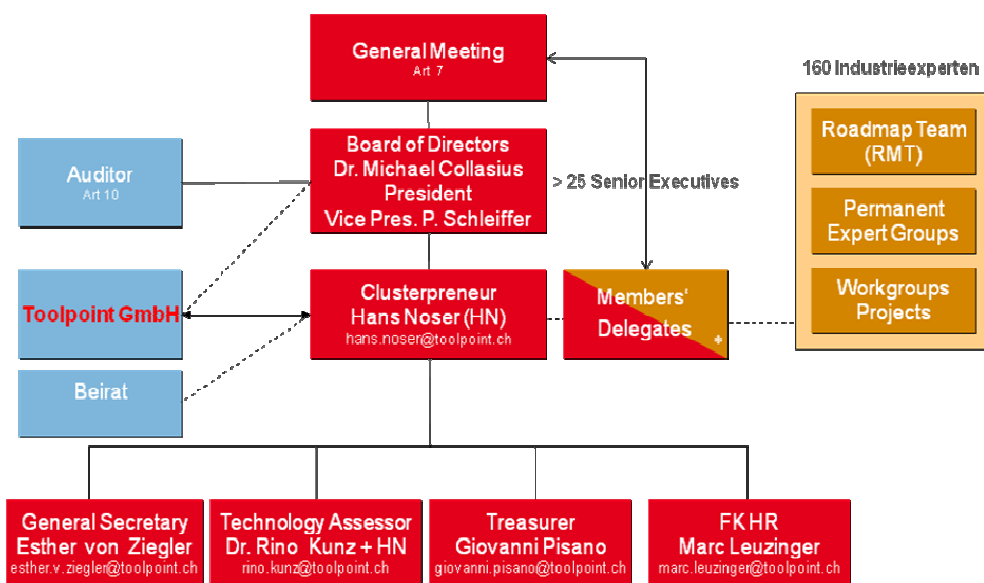 General Meeting
Art 7
160 Industrieexperten
Board of Directors
Dr. Michael Collasius
President
Vice Pres. P. Schleiffer
Auditor
Art 10
> 25 Senior Executives
Roadmap Team
(RMT)
Permanent
Expert Groups
Workgroups
Projects
Toolpoint GmbH
Clusterpreneur
Hans Noser (HN)
hans.noser@toolpoint.ch
Members‘
Delegates
*
Beirat
General Secretary
Esther von Ziegler
esther.v.ziegler@toolpoint.ch
Technology Assessor
Dr. Rino Kunz + HN
rino.kunz@toolpoint.ch
Treasurer
Giovanni Pisano
giovanni.pisano@toolpoint.ch
FK HR
Marc Leuzinger
marc.leuzinger@toolpoint.ch